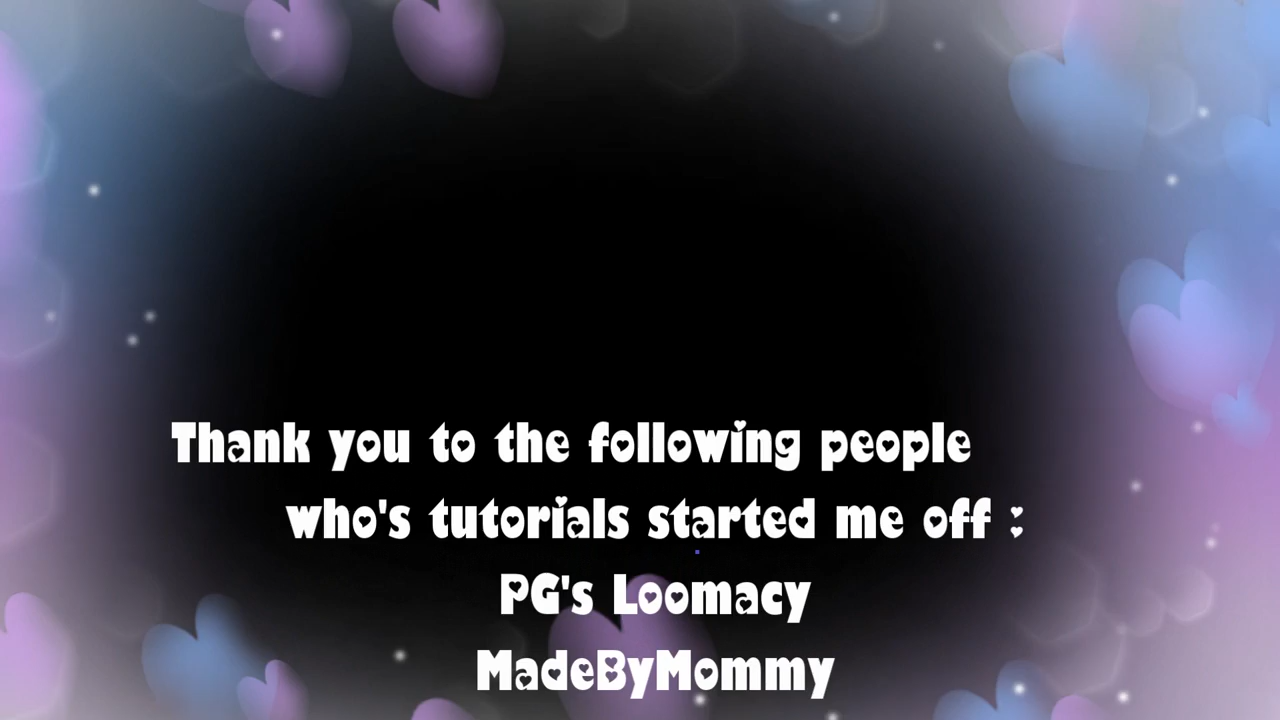 Thank you to the following people
who's tutorials started me off :
PG's Loomacy
MadeByMommy